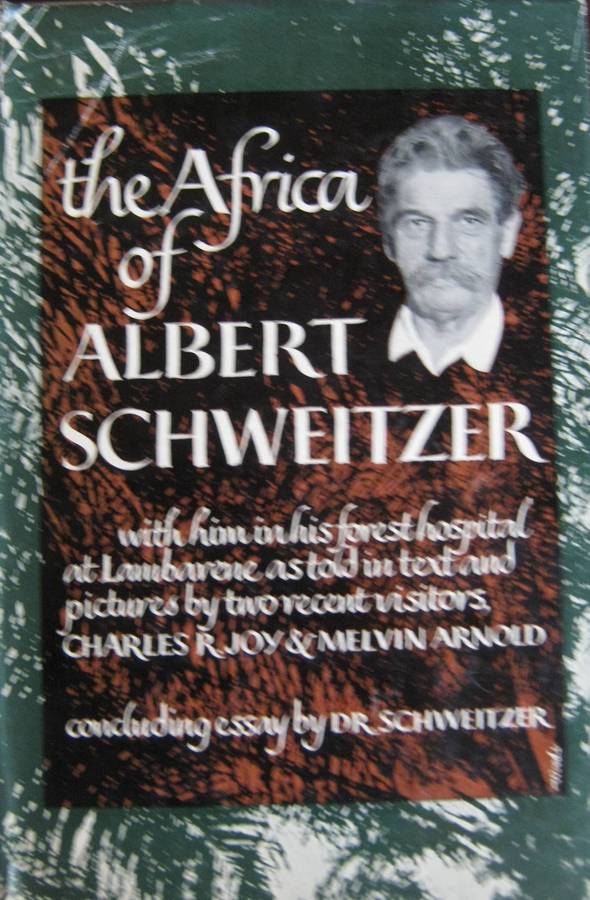 the Africa
of
ALBERT
SCHWEITZER
with him in his forest hospital
at Lambarene as told in text and
pictures by two recent visitors,
CHARLES R. JOY & MELVIN ARNOLD
concluding essay by DR. SCHWEITZER